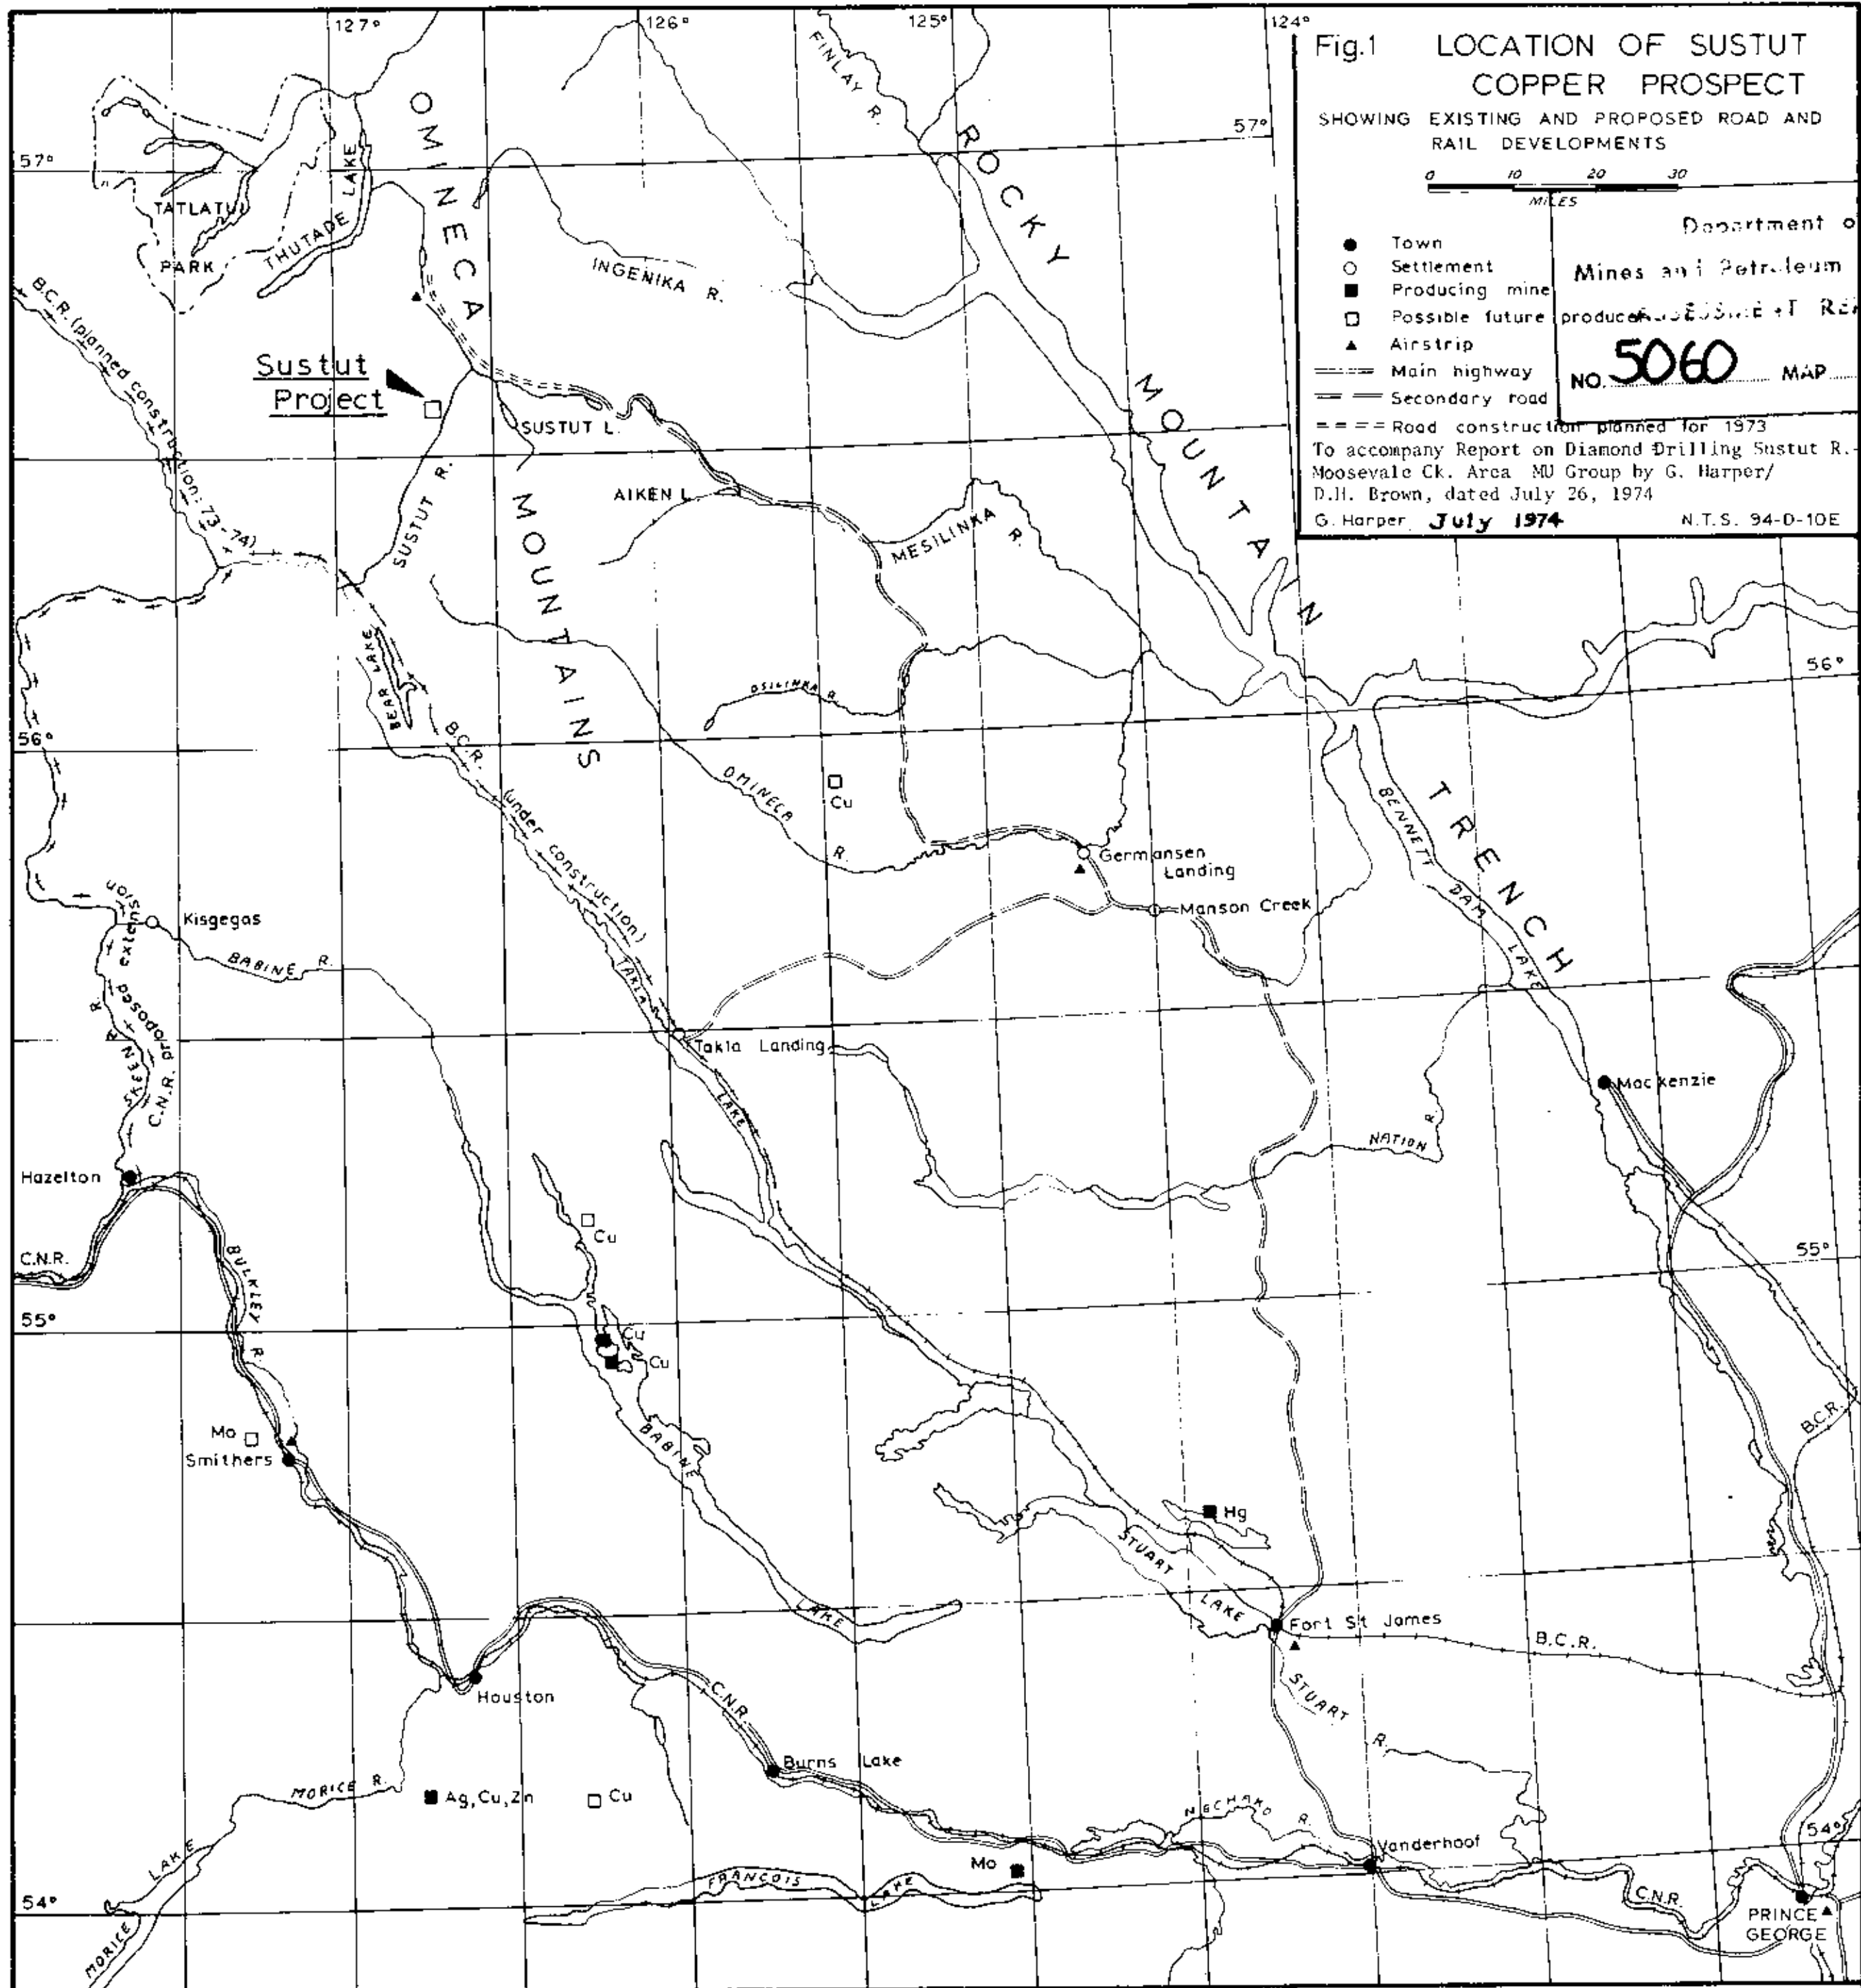 127°
126°
125°
124°
Fig.1 LOCATION OF SUSTUT
COPPER PROSPECT
SHOWING EXISTING AND PROPOSED ROAD AND
RAIL DEVELOPMENTS
0 10 20 30
MILES
Department o
Mines and Petroleum
ASSESSMENT RE
NO. 5060 MAP
Town
Settlement
Producing mine
Possible future producer
Airstrip
Main highway
Secondary road
Road construction planned for 1973
To accompany Report on Diamond Drilling Sustut R.-
Moosevale Ck. Area MU Group by G. Harper/
D.H. Brown, dated July 26, 1974
G. Harper. July 1974 N.T.S. 94-D-10E
57°
57°
FINLAY R.
ROCKY MOUNTAIN TRENCH
OMINECA MOUNTAINS
TATLATUI
PARK
THUTADE LAKE
INGENIKA R.
B.C.R. (planned construction: 73-74)
Sustut
Project
SUSTUT L.
SUSTUT R.
AIKEN L.
MESILINKA R.
BEAR LAKE
OSILINKA R.
56°
56°
B.C.R. (under construction)
OMINECA R.
Cu
Germansen
Landing
Manson Creek
BENNETT DAM LAKE
Kisgegas
BABINE R.
SKEENA R.
C.N.R. proposed extension
TAKLA LAKE
Takla Landing
Mackenzie
NATION R.
Hazelton
C.N.R.
BULKLEY R.
Cu
55°
55°
Cu
Cu
B.C.R.
Mo
Smithers
BABINE LAKE
Hg
STUART LAKE
Fort St James
B.C.R.
STUART R.
Houston
C.N.R.
Burns Lake
MORICE R.
Ag,Cu,Zn
Cu
NECHAKO R.
Vanderhoof
54°
Mo
FRANCOIS LAKE
C.N.R.
54°
MORICE LAKE
PRINCE
GEORGE